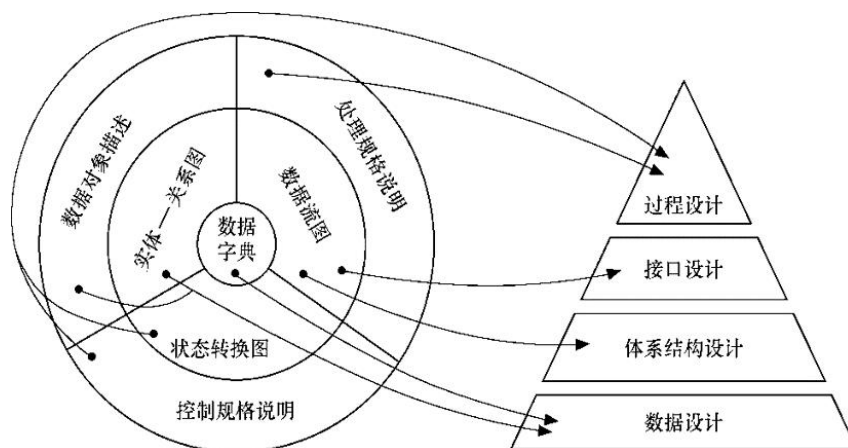 数据对象描述
实体—关系图
数据
字典
数据流图
处理规格说明
状态转换图
控制规格说明
过程设计
接口设计
体系结构设计
数据设计